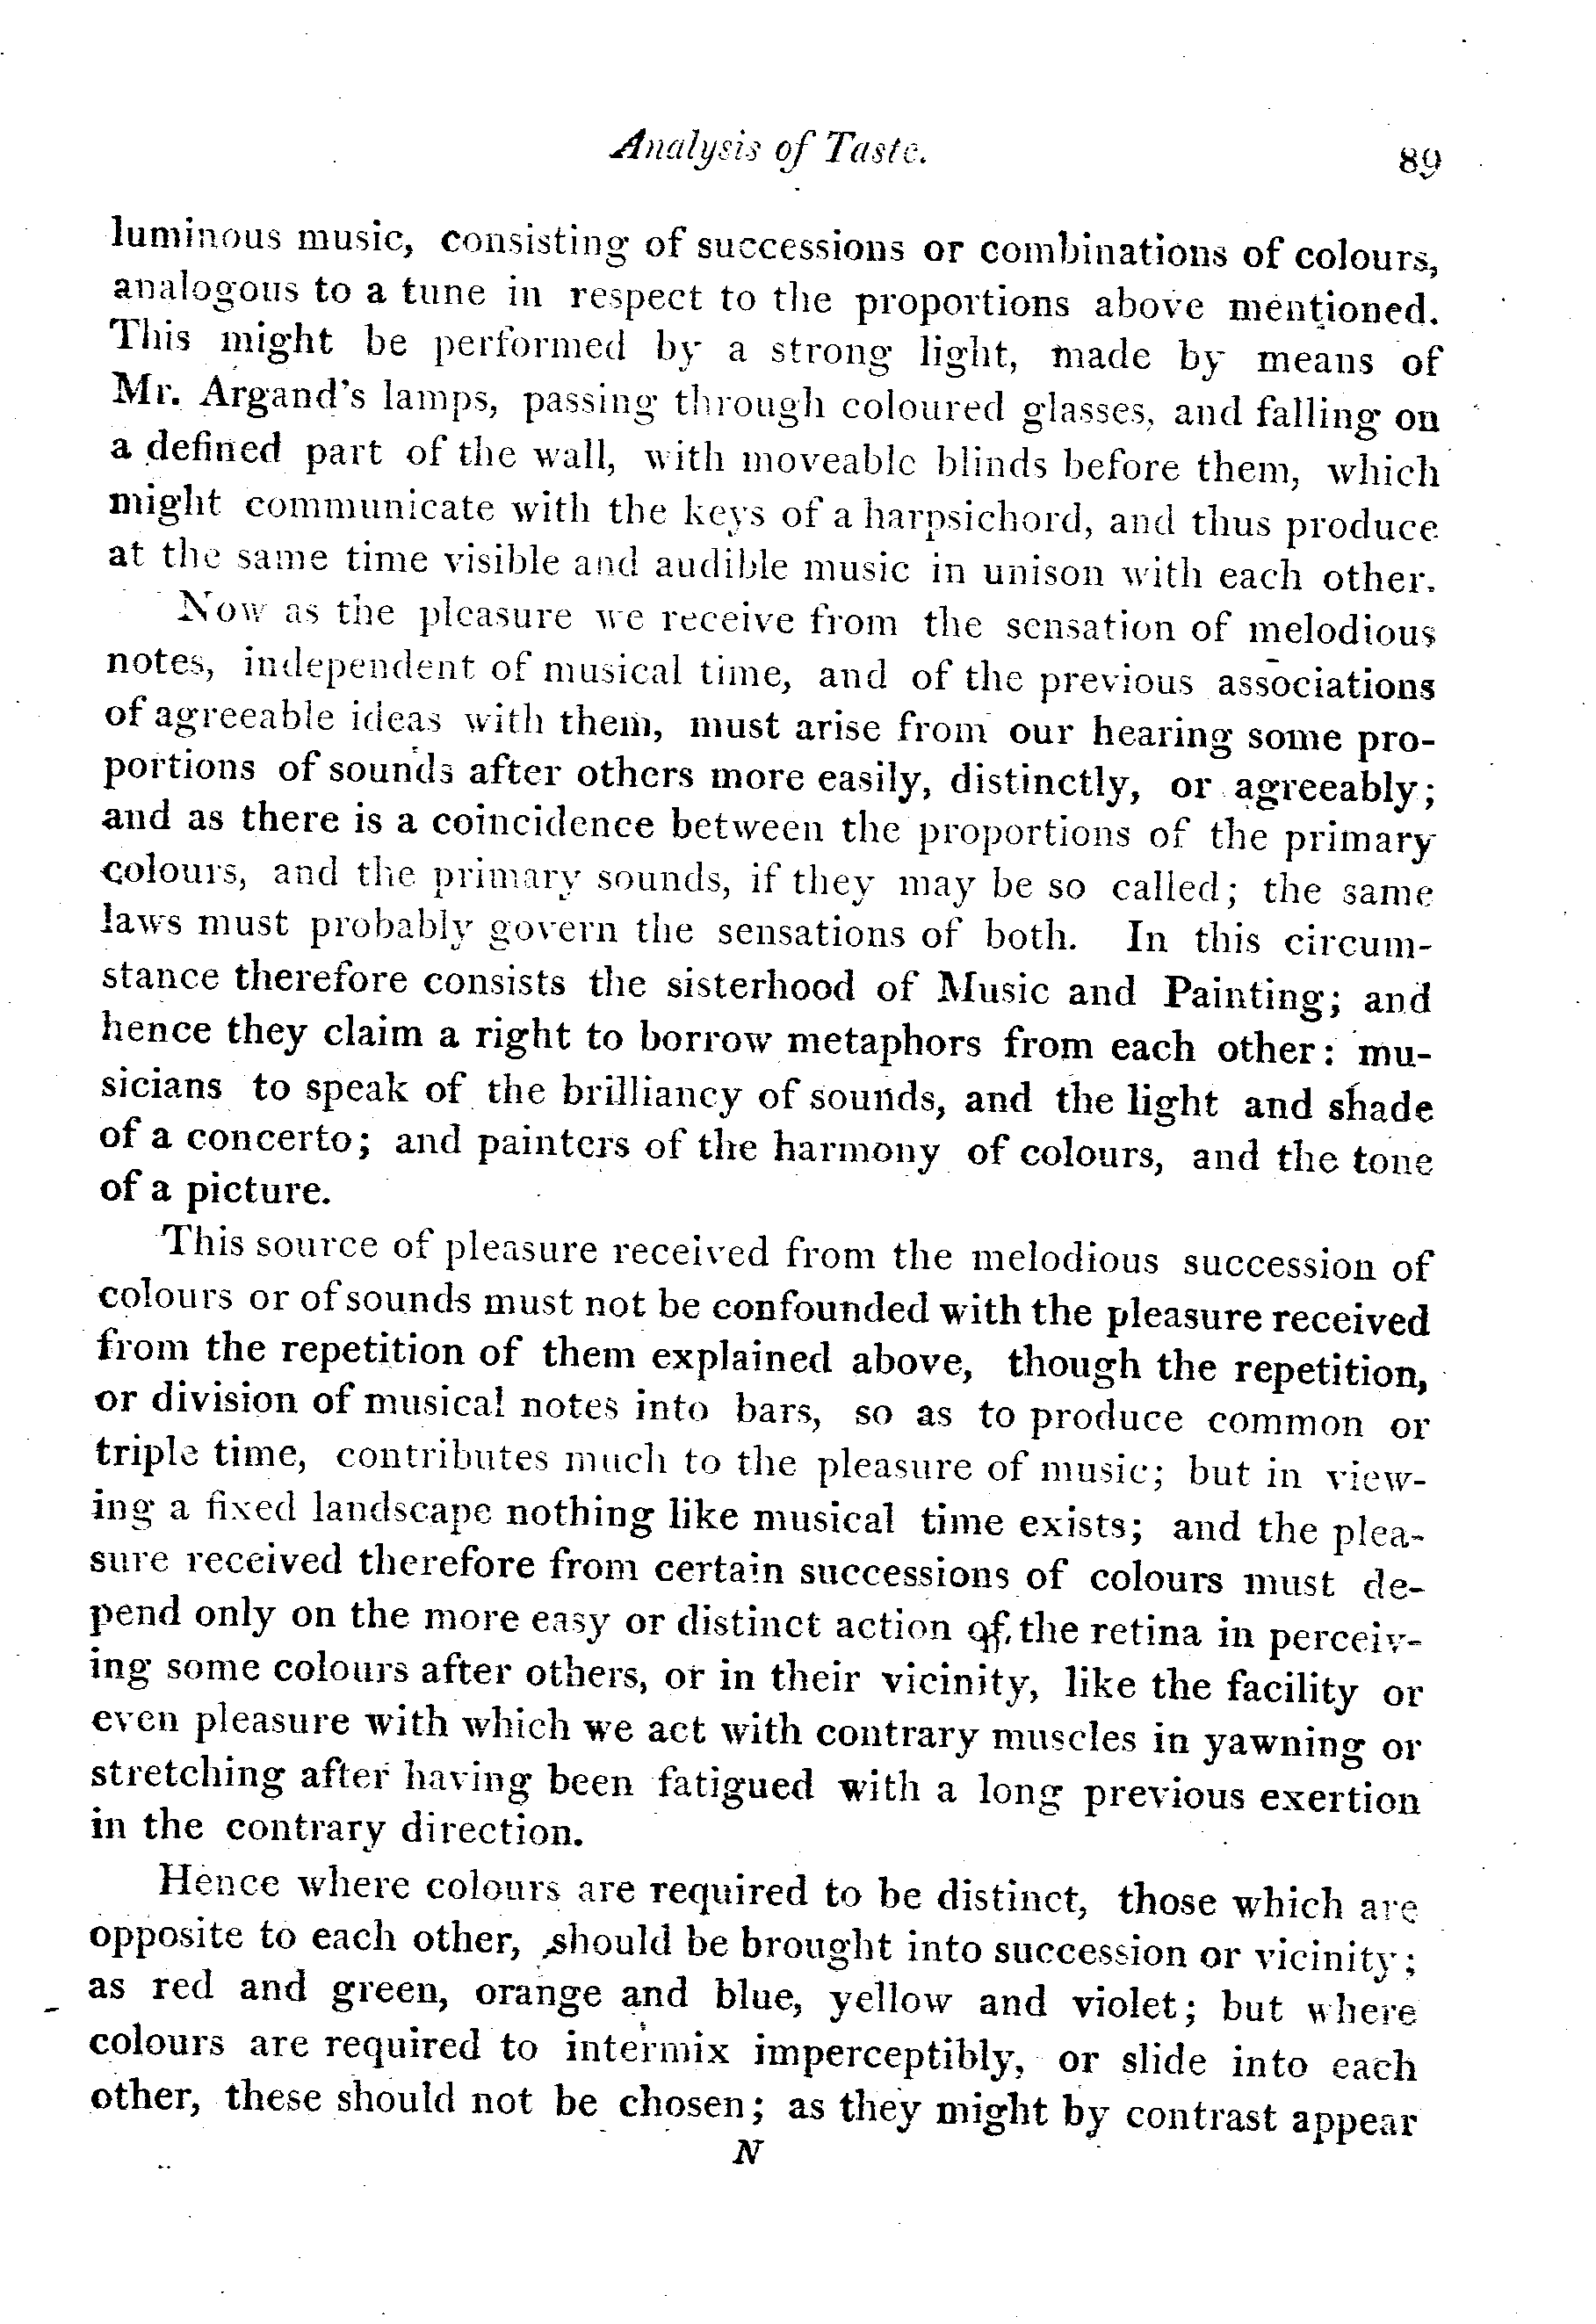 Analysis of Taste. 89
luminous music, consisting of successions or combinations of colours,
analogous to a tune in respect to the proportions above mentioned.
This might be performed by a strong light, made by means of
Mr. Argand's lamps, passing through coloured glasses, and falling on
a defined part of the wall, with moveable blinds before them, which
might communicate with the keys of a harpsichord, and thus produce
at the same time visible and audible music in unison with each other.
Now as the pleasure we receive from the sensation of melodious
notes, independent of musical time, and of the previous associations
of agreeable ideas with them, must arise from our hearing some pro-
portions of sounds after others more easily, distinctly, or agreeably;
and as there is a coincidence between the proportions of the primary
colours, and the primary sounds, if they may be so called; the same
laws must probably govern the sensations of both. In this circum-
stance therefore consists the sisterhood of Music and Painting; and
hence they claim a right to borrow metaphors from each other: mu-
sicians to speak of the brilliancy of sounds, and the light and shade
of a concerto; and painters of the harmony of colours, and the tone
of a picture.
This source of pleasure received from the melodious succession of
colours or of sounds must not be confounded with the pleasure received
from the repetition of them explained above, though the repetition,
or division of musical notes into bars, so as to produce common or
triple time, contributes much to the pleasure of music; but in view-
ing a fixed landscape nothing like musical time exists; and the plea-
sure received therefore from certain successions of colours must de-
pend only on the more easy or distinct action of the retina in perceiv-
ing some colours after others, or in their vicinity, like the facility or
even pleasure with which we act with contrary muscles in yawning or
stretching after having been fatigued with a long previous exertion
in the contrary direction.
Hence where colours are required to be distinct, those which are
opposite to each other, should be brought into succession or vicinity;
as red and green, orange and blue, yellow and violet; but where
colours are required to intermix imperceptibly, or slide into each
other, these should not be chosen; as they might by contrast appear
N